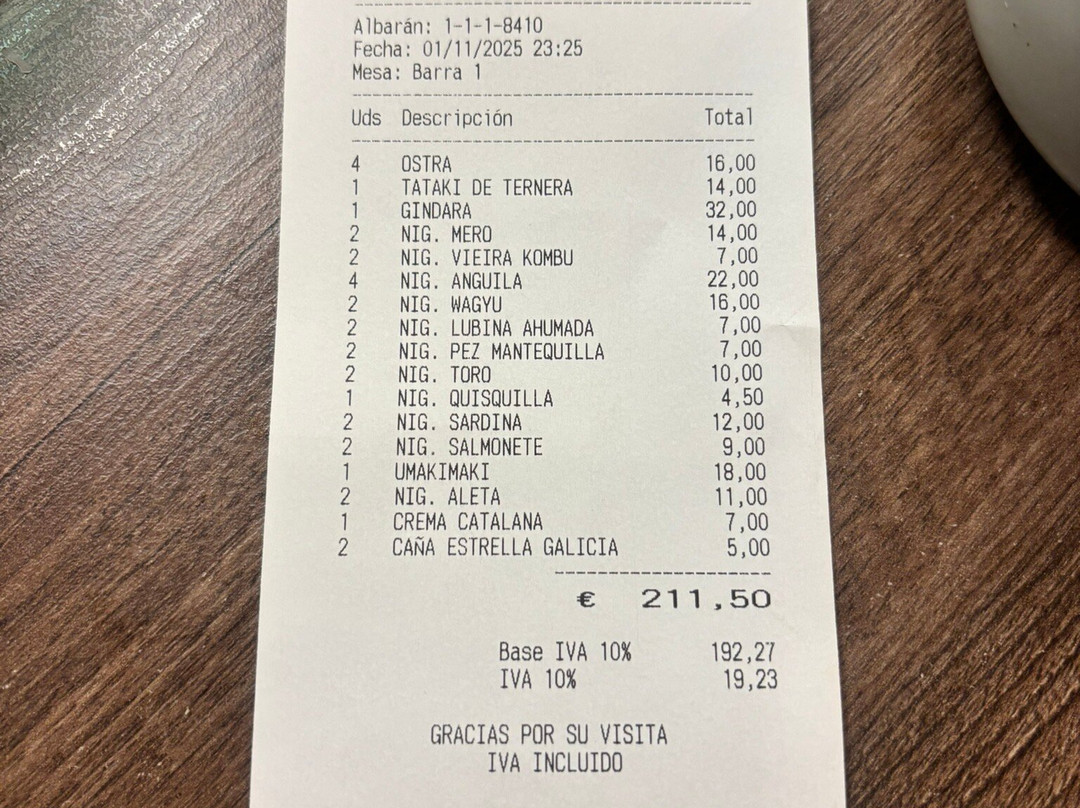 Albarán: 1-1-1-8410
Fecha: 01/11/2025 23:25
Mesa: Barra 1
Uds Descripción Total
4 OSTRA 16,00
1 TATAKI DE TERNERA 14,00
1 GINDARA 32,00
2 NIG. MERO 14,00
2 NIG. VIEIRA KOMBU 7,00
4 NIG. ANGUILA 22,00
2 NIG. WAGYU 16,00
2 NIG. LUBINA AHUMADA 7,00
2 NIG. PEZ MANTEQUILLA 7,00
2 NIG. TORO 10,00
1 NIG. QUISQUILLA 4,50
2 NIG. SARDINA 12,00
2 NIG. SALMONETE 9,00
1 UMAKIMAKI 18,00
2 NIG. ALETA 11,00
1 CREMA CATALANA 7,00
2 CAÑA ESTRELLA GALICIA 5,00
€ 211,50
Base IVA 10% 192,27
IVA 10% 19,23
GRACIAS POR SU VISITA
IVA INCLUIDO